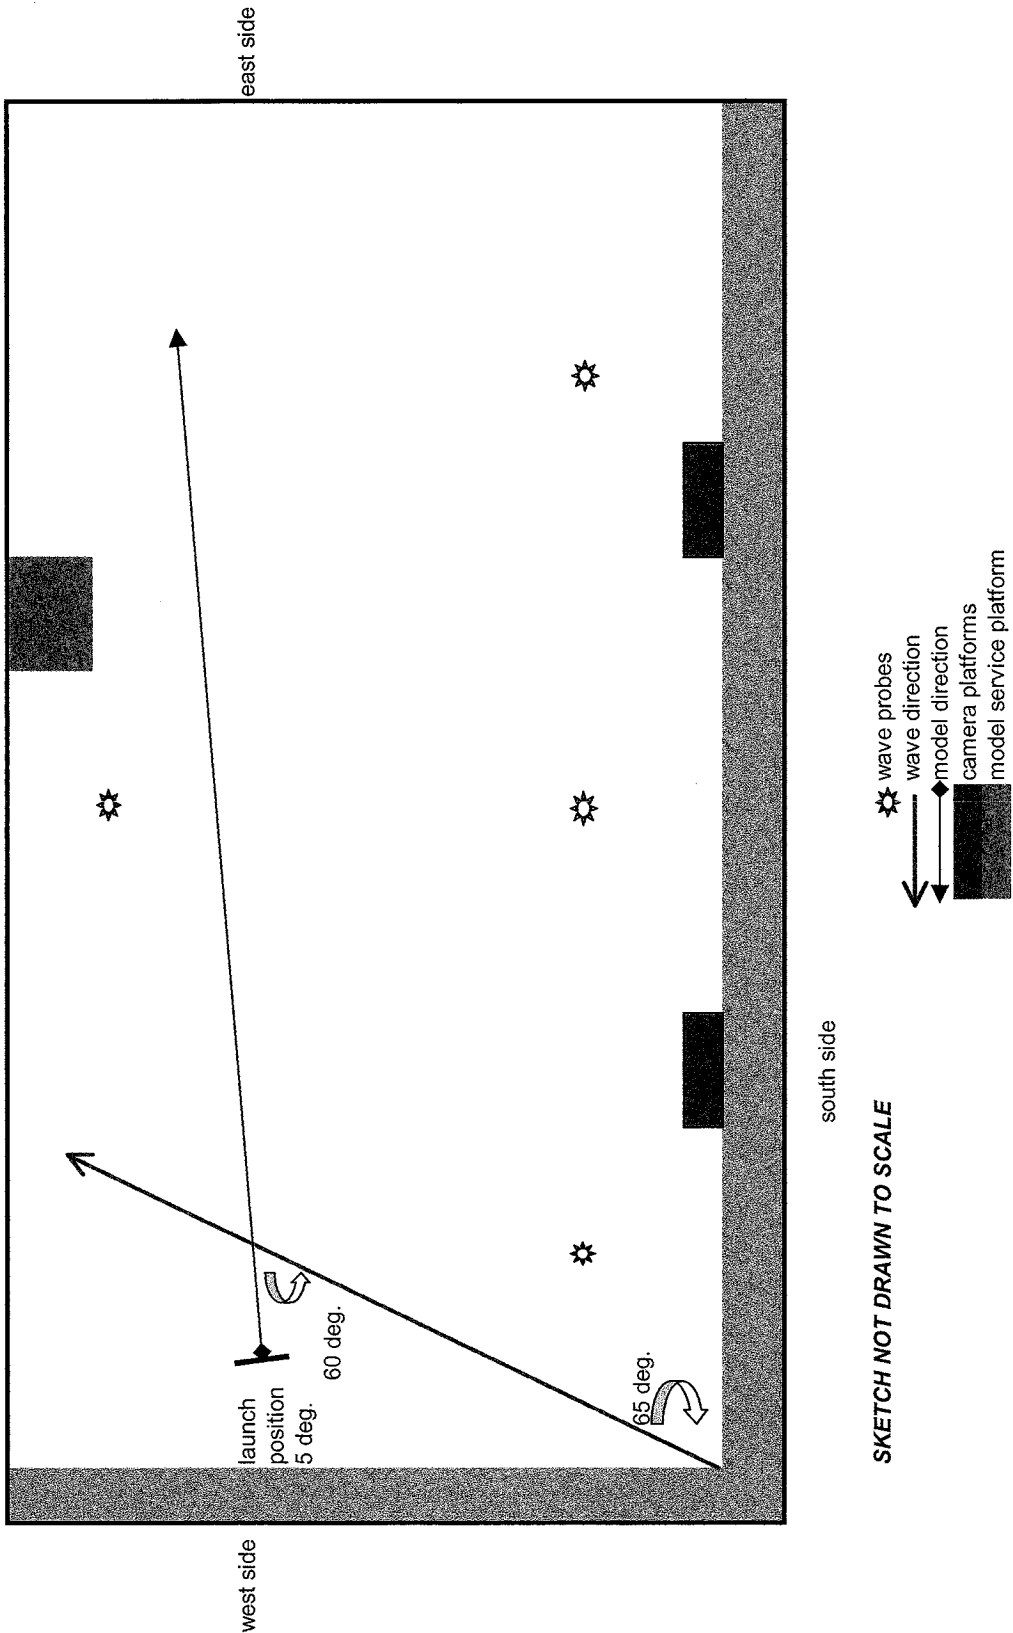 west side
east side
launch
position
5 deg.
60 deg.
65 deg.
south side
SKETCH NOT DRAWN TO SCALE
wave probes
wave direction
model direction
camera platforms
model service platform